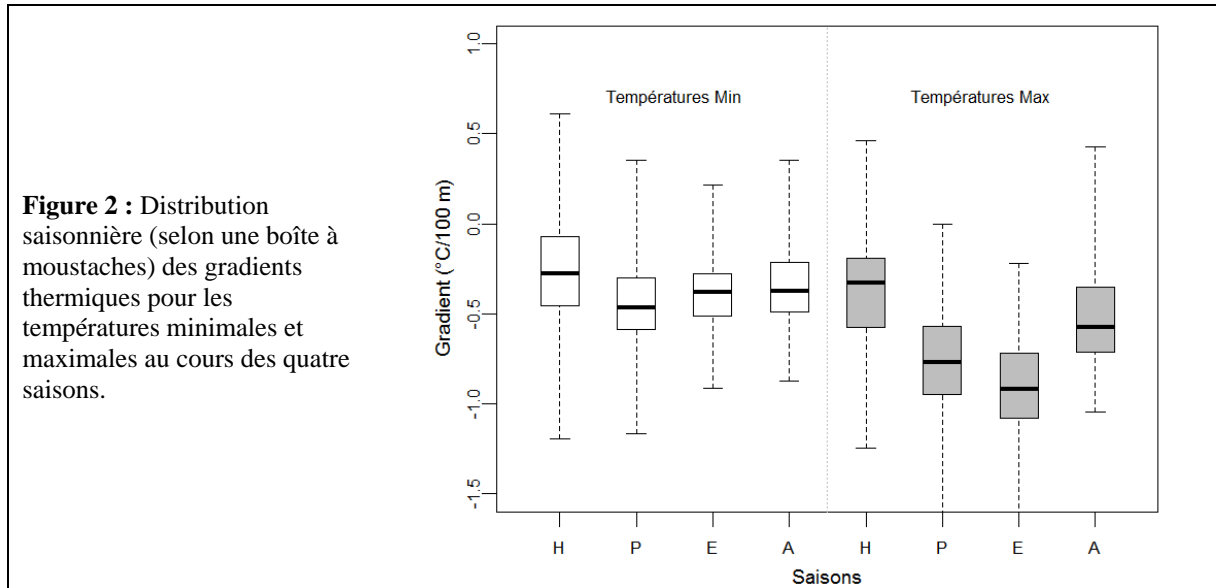 Figure 2 : Distribution
saisonnière (selon une boîte à
moustaches) des gradients
thermiques pour les
températures minimales et
maximales au cours des quatre
saisons.
Températures Min
Températures Max
Gradient (°C/100 m)
1.0
0.5
0.0
-0.5
-1.0
-1.5
H P E A H P E A
Saisons